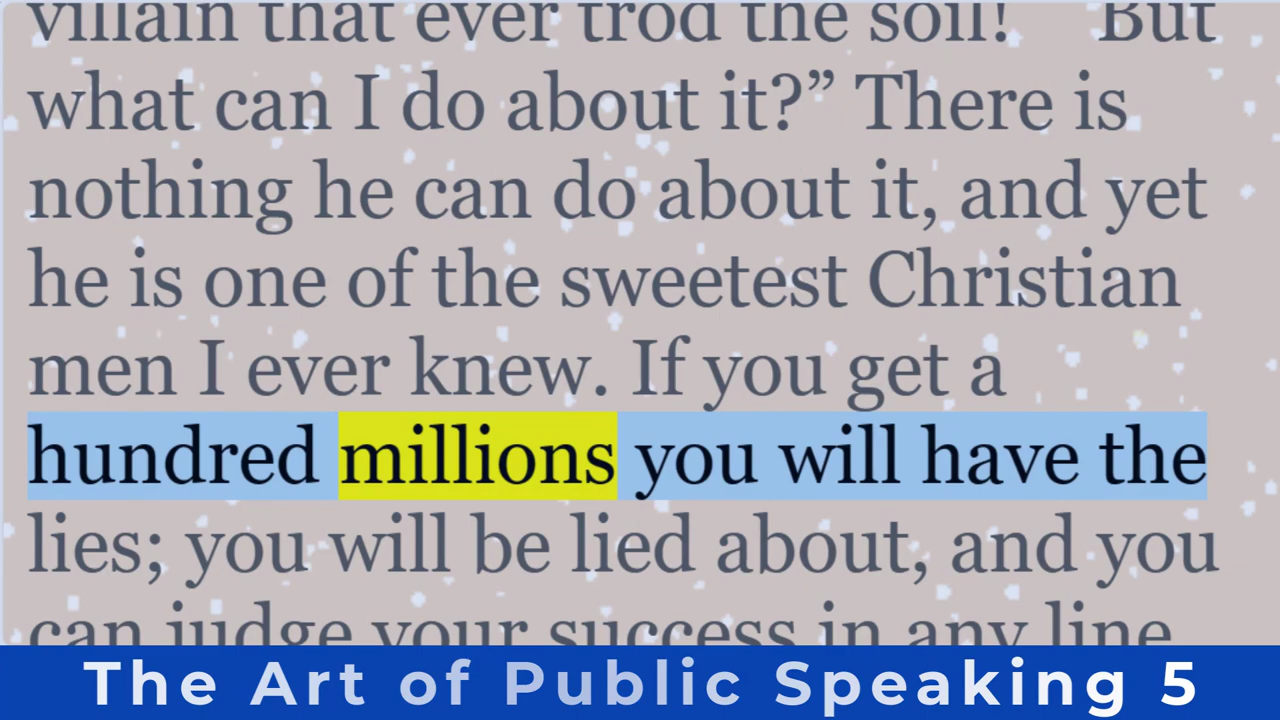 villain that ever trod the soil! But
what can I do about it?” There is
nothing he can do about it, and yet
he is one of the sweetest Christian
men I ever knew. If you get a
hundred millions you will have the
lies; you will be lied about, and you
can judge your success in any line
The Art of Public Speaking 5